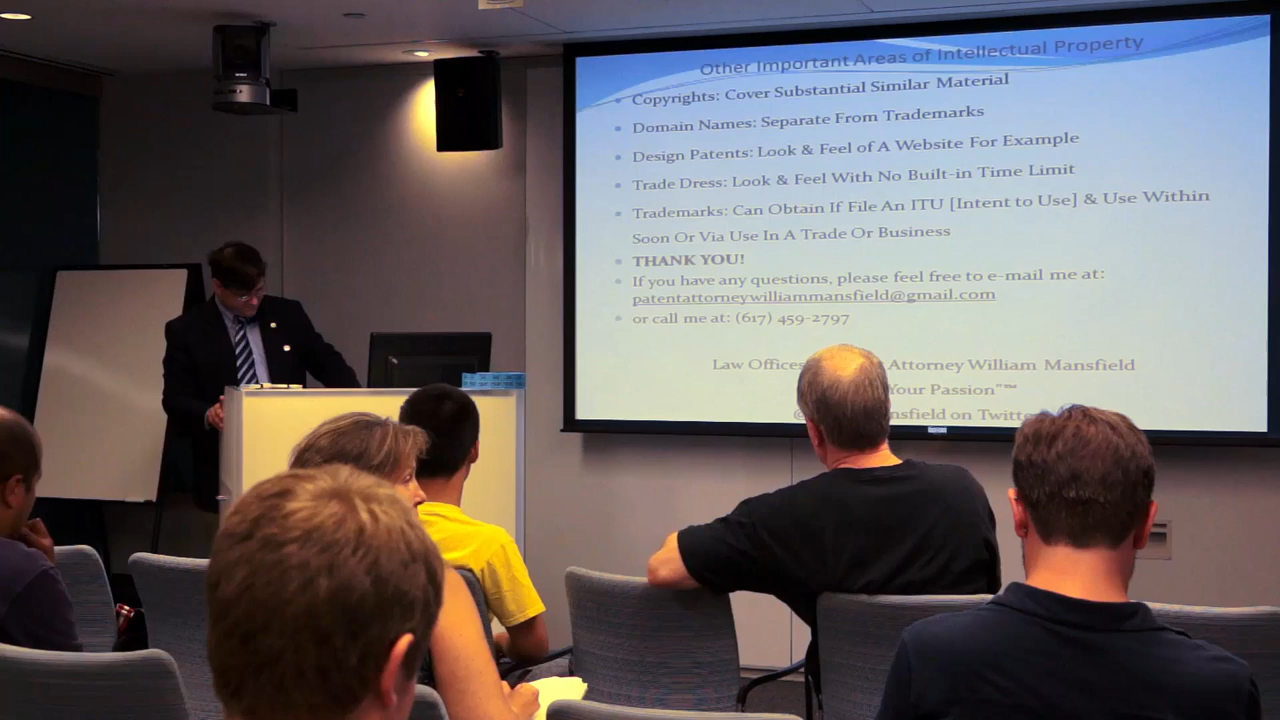 Other Important Areas of Intellectual Property
• Copyrights: Cover Substantial Similar Material
• Domain Names: Separate From Trademarks
• Design Patents: Look & Feel of A Website For Example
• Trade Dress: Look & Feel With No Built-in Time Limit
• Trademarks: Can Obtain If File An ITU [Intent to Use] & Use Within
Soon Or Via Use In A Trade Or Business
• THANK YOU!
• If you have any questions, please feel free to e-mail me at:
patentattorneywilliammansfield@gmail.com
• or call me at: (617) 459-2797
Law Offices Attorney William Mansfield
Your Passion"℠
on